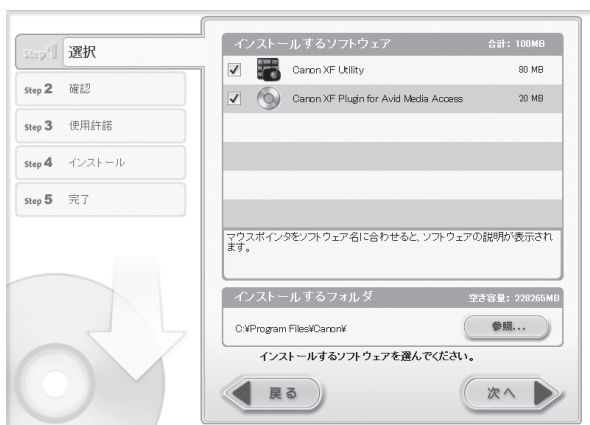 Step 1 選択
Step 2 確認
Step 3 使用許諾
Step 4 インストール
Step 5 完了
インストールするソフトウェア 合計: 100MB
Canon XF Utility 80 MB
Canon XF Plugin for Avid Media Access 20 MB
マウスポインタをソフトウェア名に合わせると、ソフトウェアの説明が表示され
ます。
インストールするフォルダ 空き容量: 220265MB
C:¥Program Files¥Canon¥ 参照...
インストールするソフトウェアを選んでください。
戻る 次へ